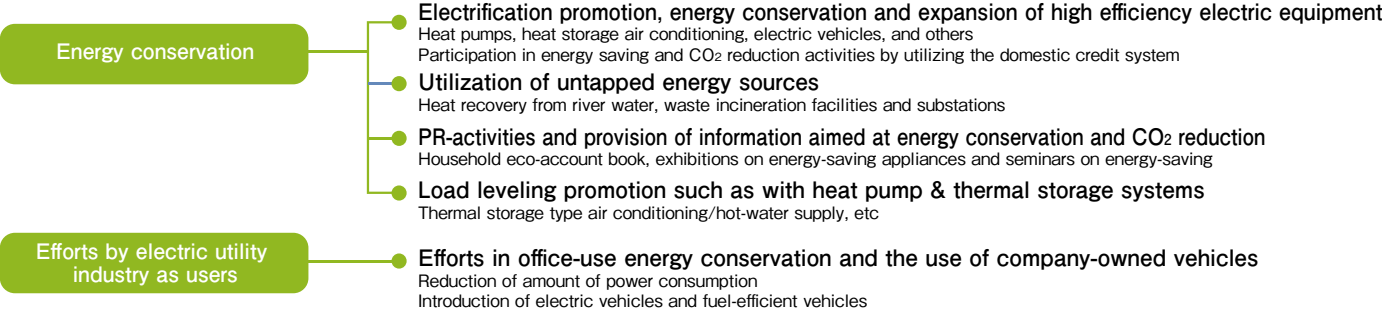 Energy conservation
Electrification promotion, energy conservation and expansion of high efficiency electric equipment
Heat pumps, heat storage air conditioning, electric vehicles, and others
Participation in energy saving and CO2 reduction activities by utilizing the domestic credit system
Utilization of untapped energy sources
Heat recovery from river water, waste incineration facilities and substations
PR-activities and provision of information aimed at energy conservation and CO2 reduction
Household eco-account book, exhibitions on energy-saving appliances and seminars on energy-saving
Load leveling promotion such as with heat pump & thermal storage systems
Thermal storage type air conditioning/hot-water supply, etc
Efforts by electric utility
industry as users
Efforts in office-use energy conservation and the use of company-owned vehicles
Reduction of amount of power consumption
Introduction of electric vehicles and fuel-efficient vehicles